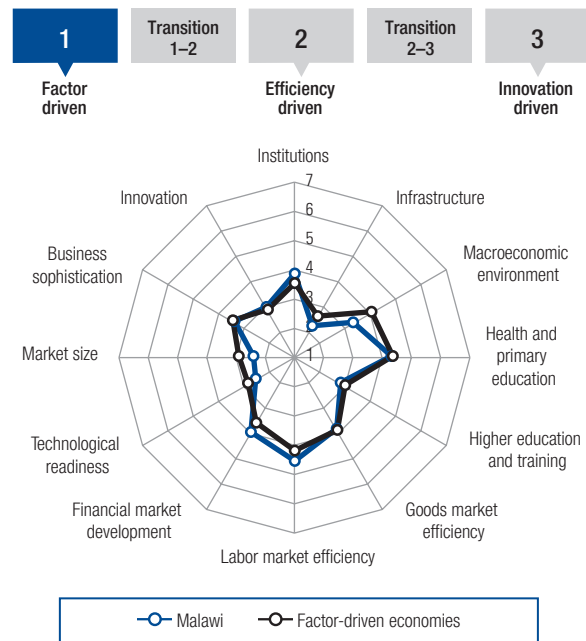 1
Transition
1–2
2
Transition
2–3
3
Factor
driven
Efficiency
driven
Innovation
driven
Institutions
7
Innovation
Infrastructure
6
5
Business
sophistication
Macroeconomic
environment
4
3
2
Market size
1
Health and
primary
education
Technological
readiness
Higher education
and training
Financial market
development
Goods market
efficiency
Labor market efficiency
Malawi
Factor-driven economies